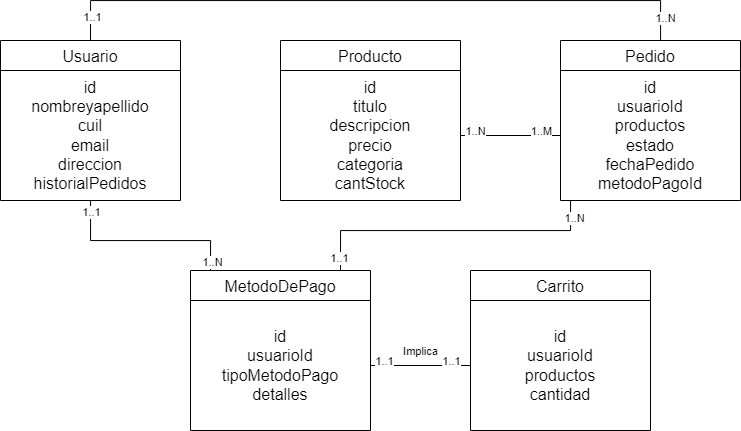 1..1
1..N
Usuario
id
nombreyapellido
cuil
email
direccion
historialPedidos
Producto
id
titulo
descripcion
precio
categoria
cantStock
1..N
1..M
Pedido
id
usuarioId
productos
estado
fechaPedido
metodoPagoId
1..1
1..N
1..N
1..1
MetodoDePago
id
usuarioId
tipoMetodoPago
detalles
Implica
1..1
1..1
Carrito
id
usuarioId
productos
cantidad